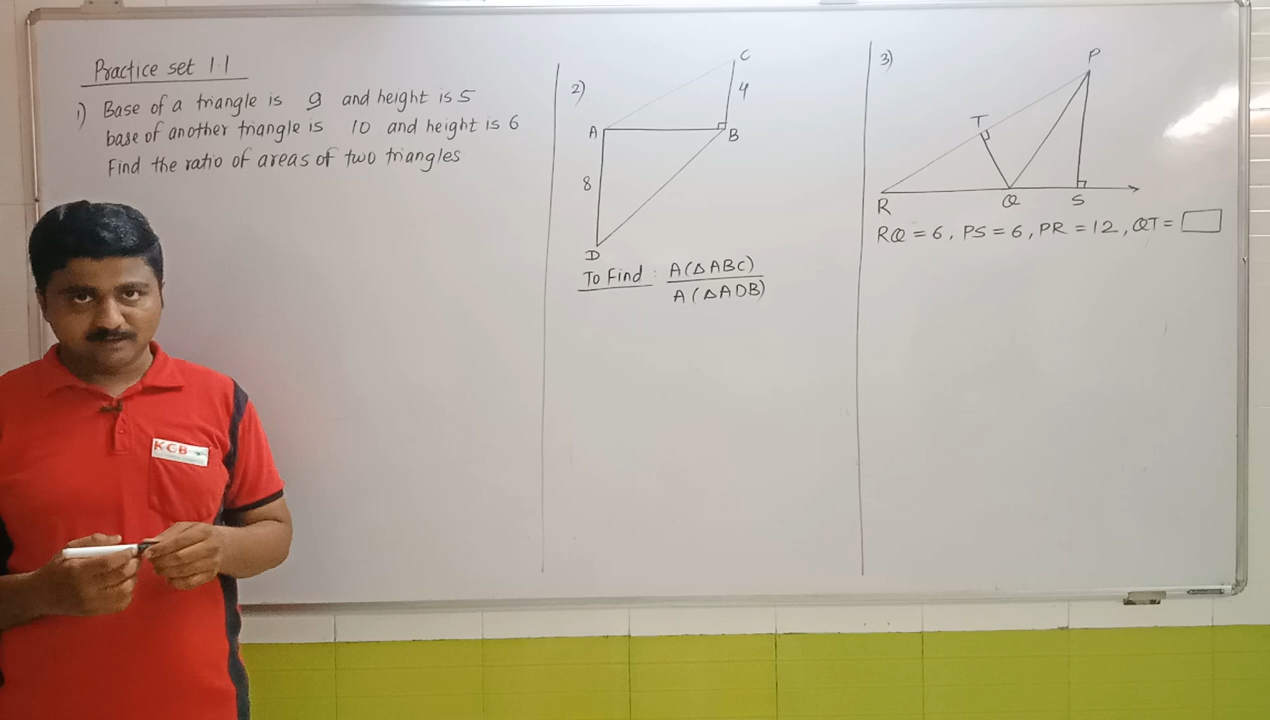 Practice set 1.1
1) Base of a triangle is 9 and height is 5
base of another triangle is 10 and height is 6
Find the ratio of areas of two triangles
2)
C
4
A
B
8
D
To Find : A(△ABC)
A(△ADB)
3)
P
T
R
Q
S
RQ = 6, PS = 6, PR = 12, QT =
KCB